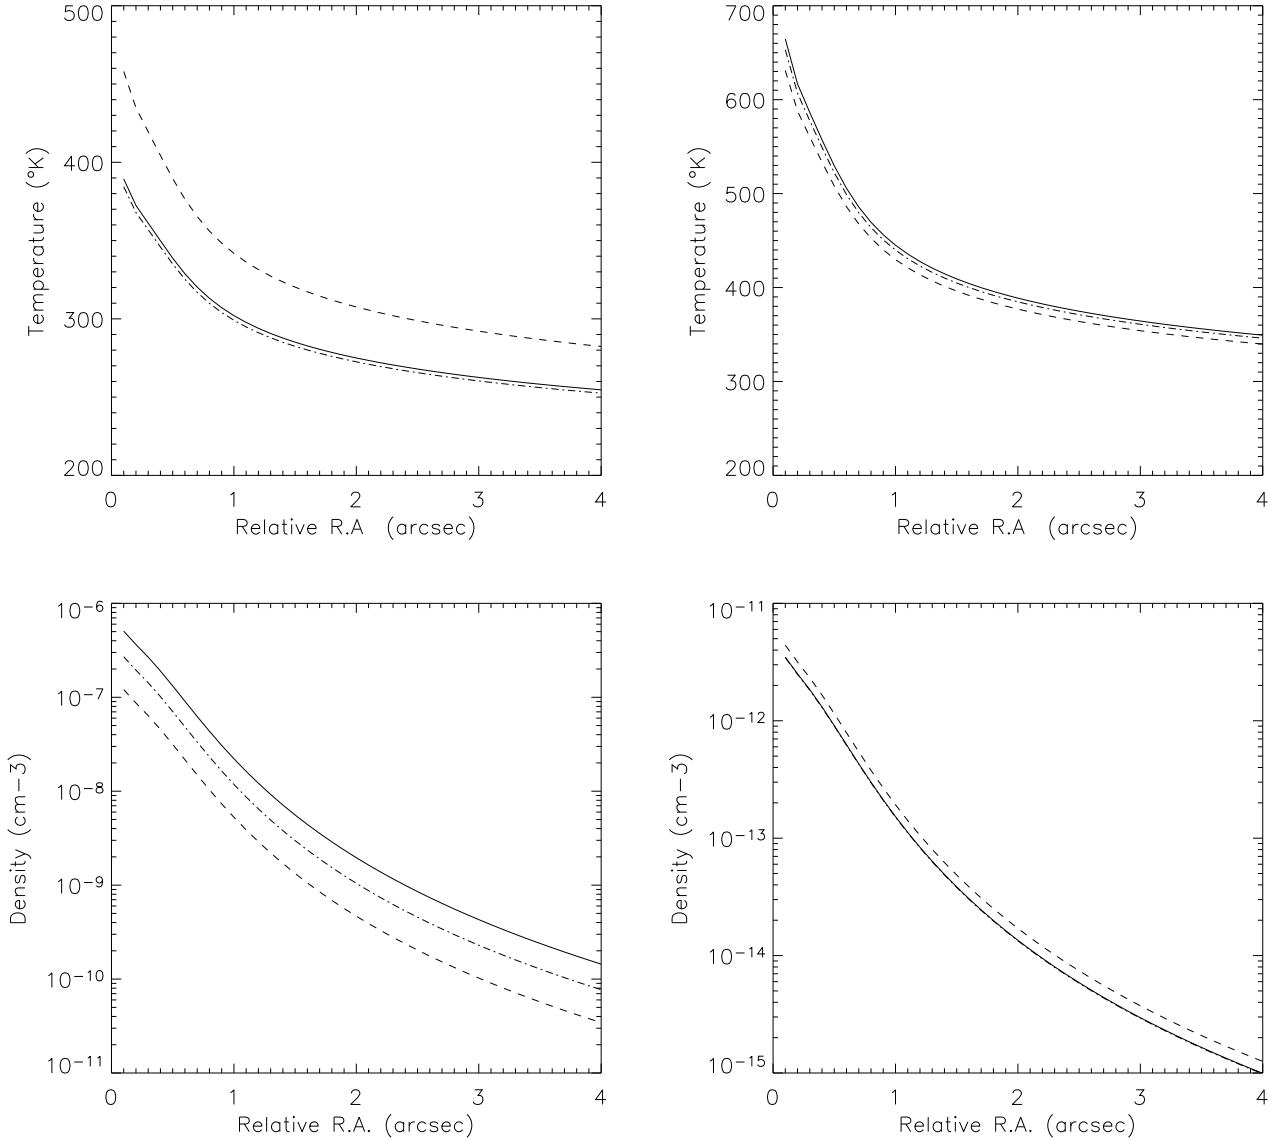 500
400
300
200
Temperature (°K)
0 1 2 3 4
Relative R.A (arcsec)
700
600
500
400
300
200
Temperature (°K)
0 1 2 3 4
Relative R.A (arcsec)
10⁻⁶
10⁻⁷
10⁻⁸
10⁻⁹
10⁻¹⁰
10⁻¹¹
Density (cm−3)
0 1 2 3 4
Relative R.A. (arcsec)
10⁻¹¹
10⁻¹²
10⁻¹³
10⁻¹⁴
10⁻¹⁵
Density (cm−3)
0 1 2 3 4
Relative R.A. (arcsec)